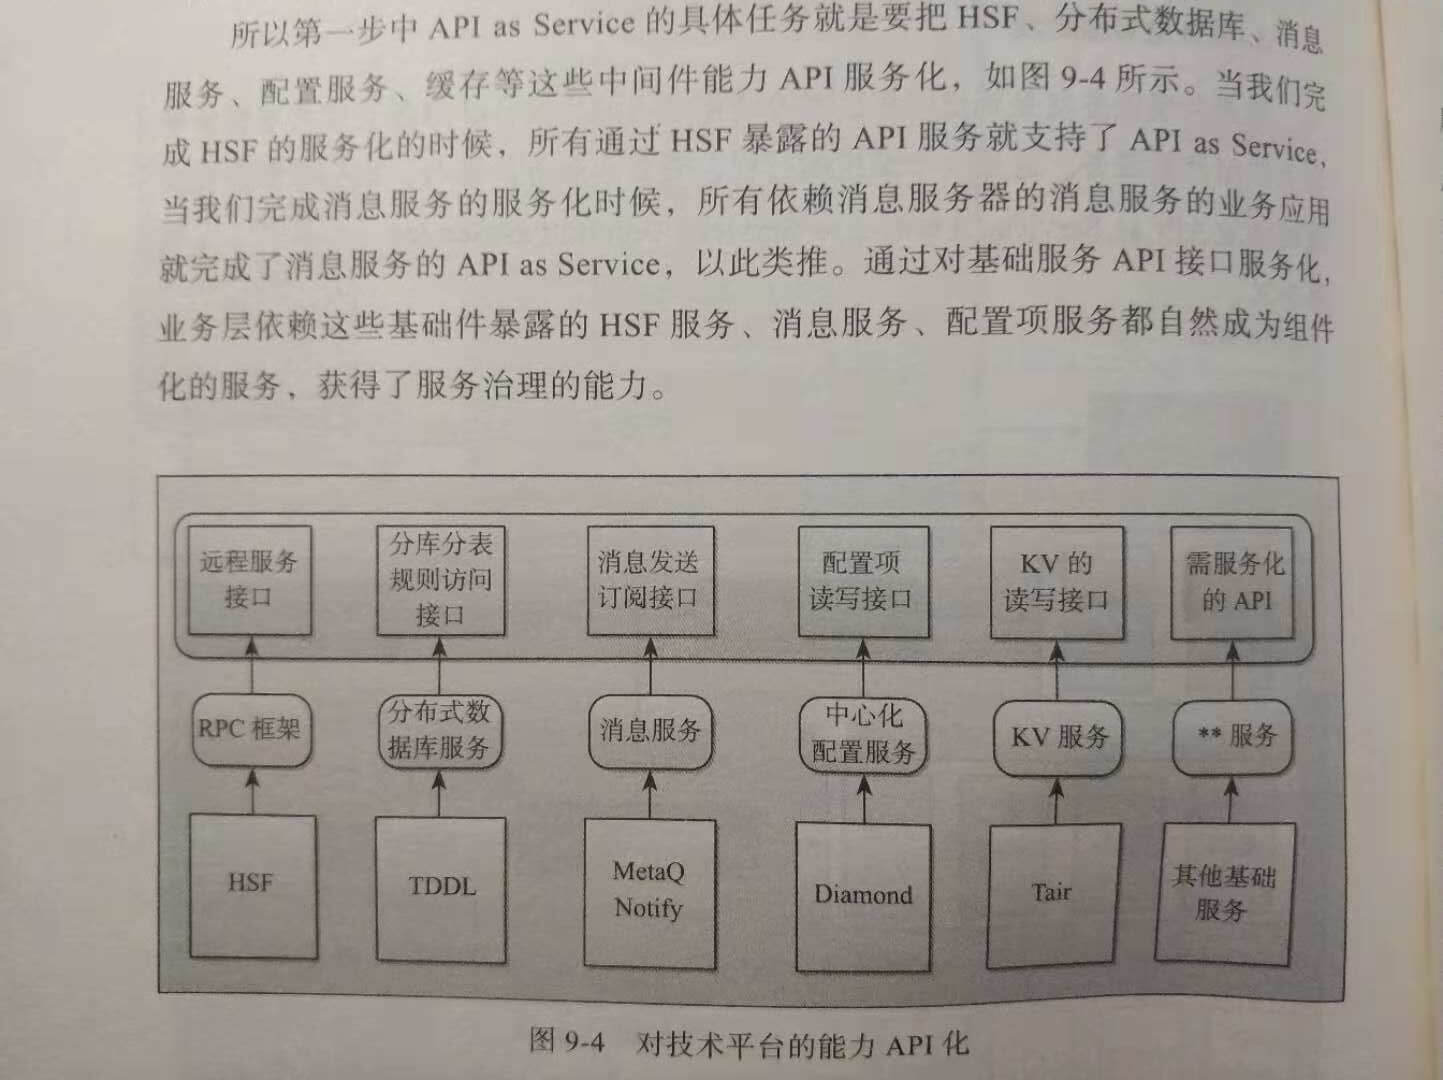 所以第一步中 API as Service 的具体任务就是要把 HSF、分布式数据库、消息
服务、配置服务、缓存等这些中间件能力 API 服务化，如图 9-4 所示。当我们完
成 HSF 的服务化的时候，所有通过 HSF 暴露的 API 服务就支持了 API as Service，
当我们完成消息服务的服务化时候，所有依赖消息服务器的消息服务的业务应用
就完成了消息服务的 API as Service，以此类推。通过对基础服务 API 接口服务化，
业务层依赖这些基础件暴露的 HSF 服务、消息服务、配置项服务都自然成为组件
化的服务，获得了服务治理的能力。
远程服务
接口
分库分表
规则访问
接口
消息发送
订阅接口
配置项
读写接口
KV 的
读写接口
需服务化
的 API
RPC 框架
分布式数
据库服务
消息服务
中心化
配置服务
KV 服务
** 服务
HSF
TDDL
MetaQ
Notify
Diamond
Tair
其他基础
服务
图 9-4 对技术平台的能力 API 化